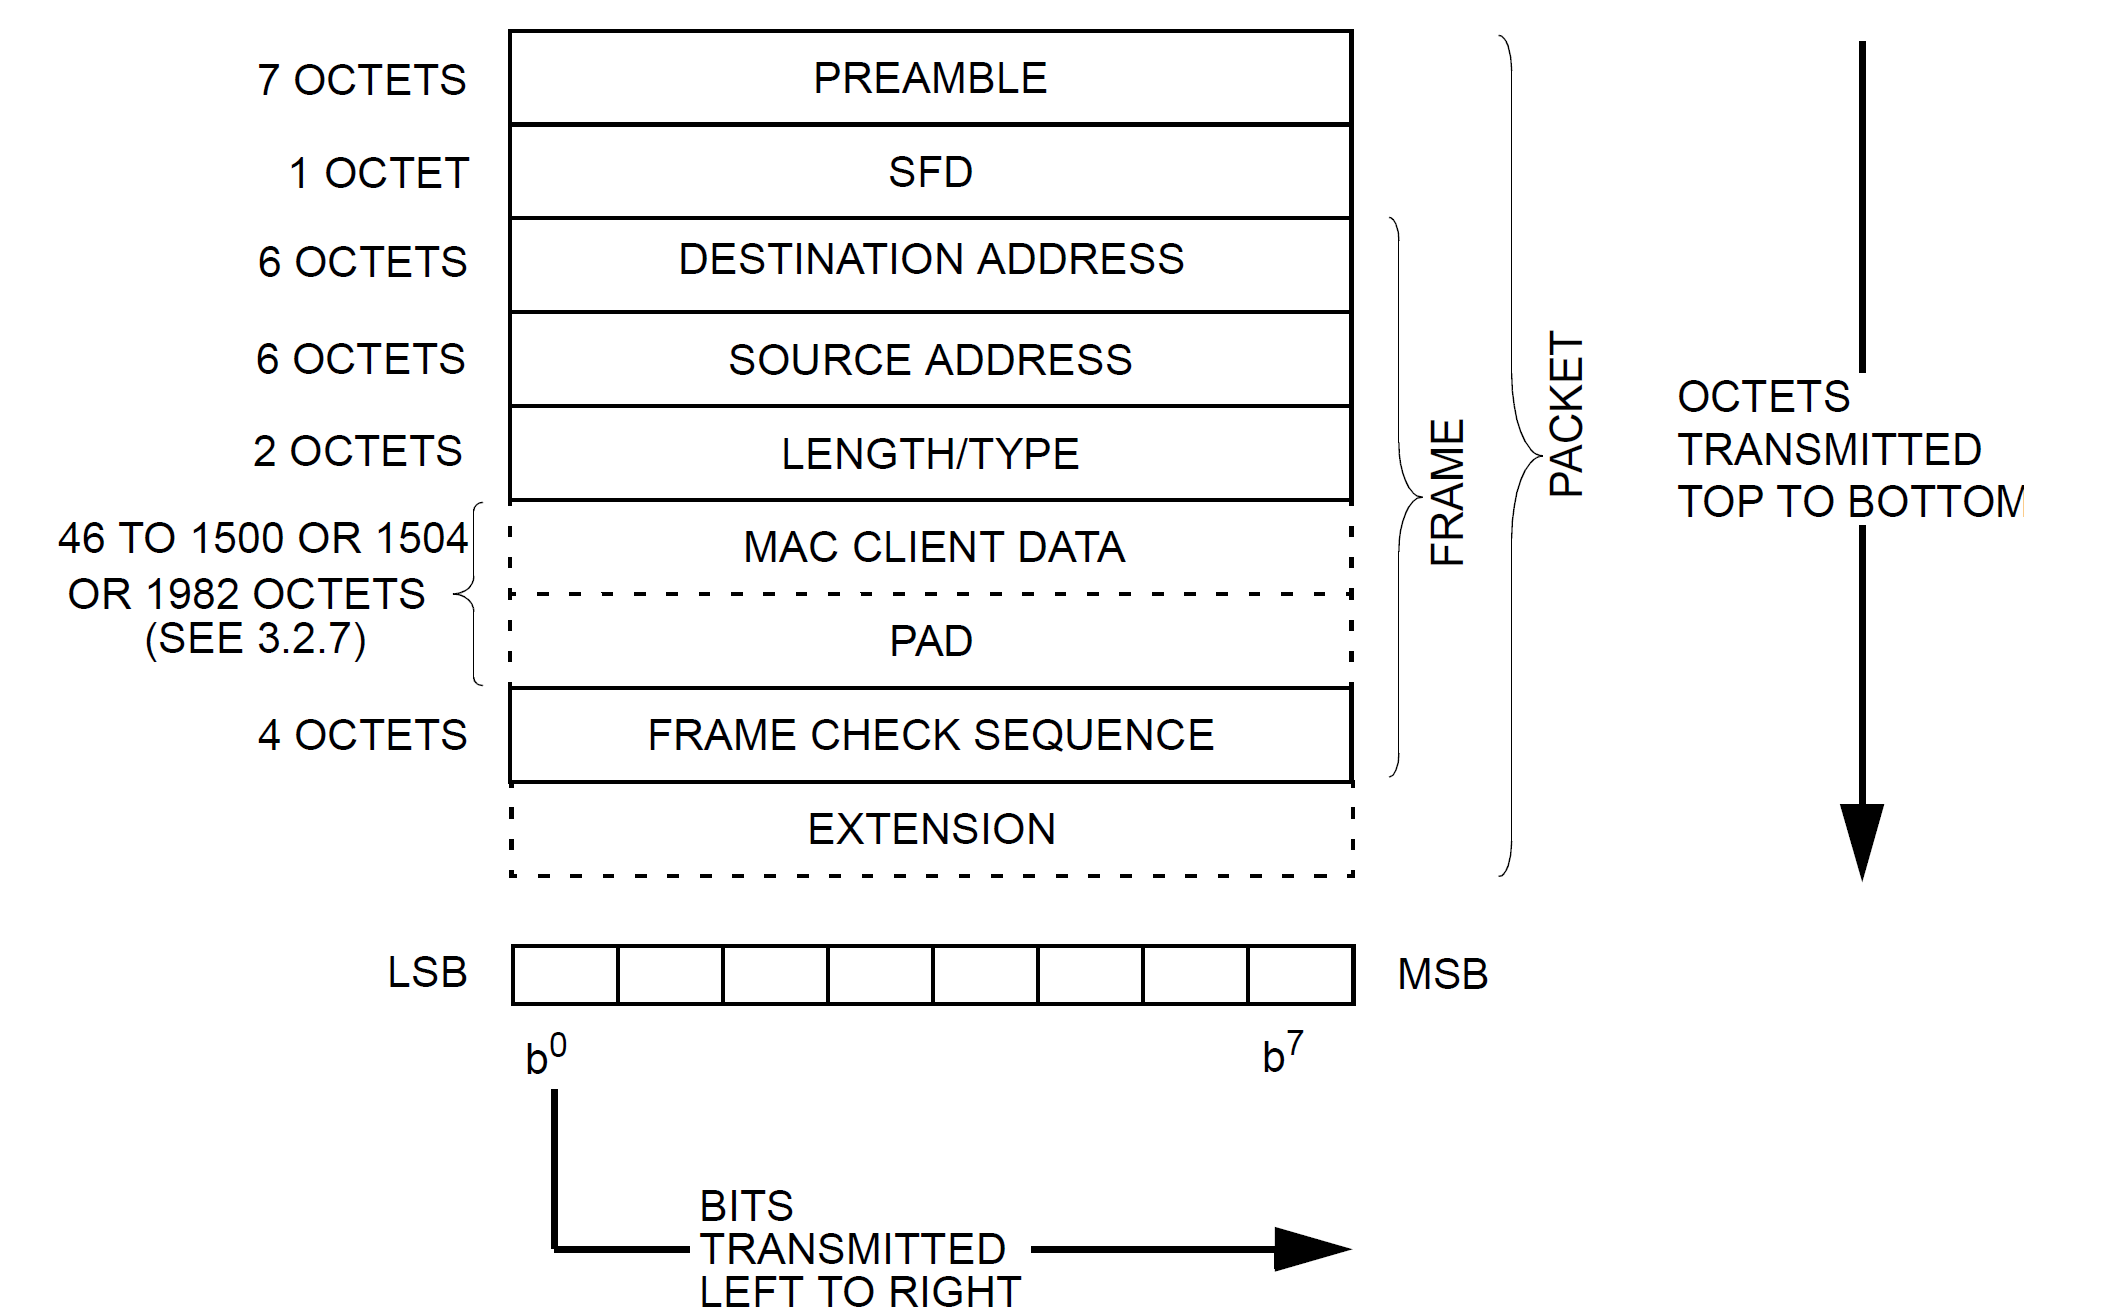 7 OCTETS
PREAMBLE
1 OCTET
SFD
6 OCTETS
DESTINATION ADDRESS
6 OCTETS
SOURCE ADDRESS
2 OCTETS
LENGTH/TYPE
46 TO 1500 OR 1504
OR 1982 OCTETS
(SEE 3.2.7)
MAC CLIENT DATA
PAD
4 OCTETS
FRAME CHECK SEQUENCE
EXTENSION
FRAME
PACKET
OCTETS
TRANSMITTED
TOP TO BOTTOM
LSB
MSB
b0
b7
BITS
TRANSMITTED
LEFT TO RIGHT